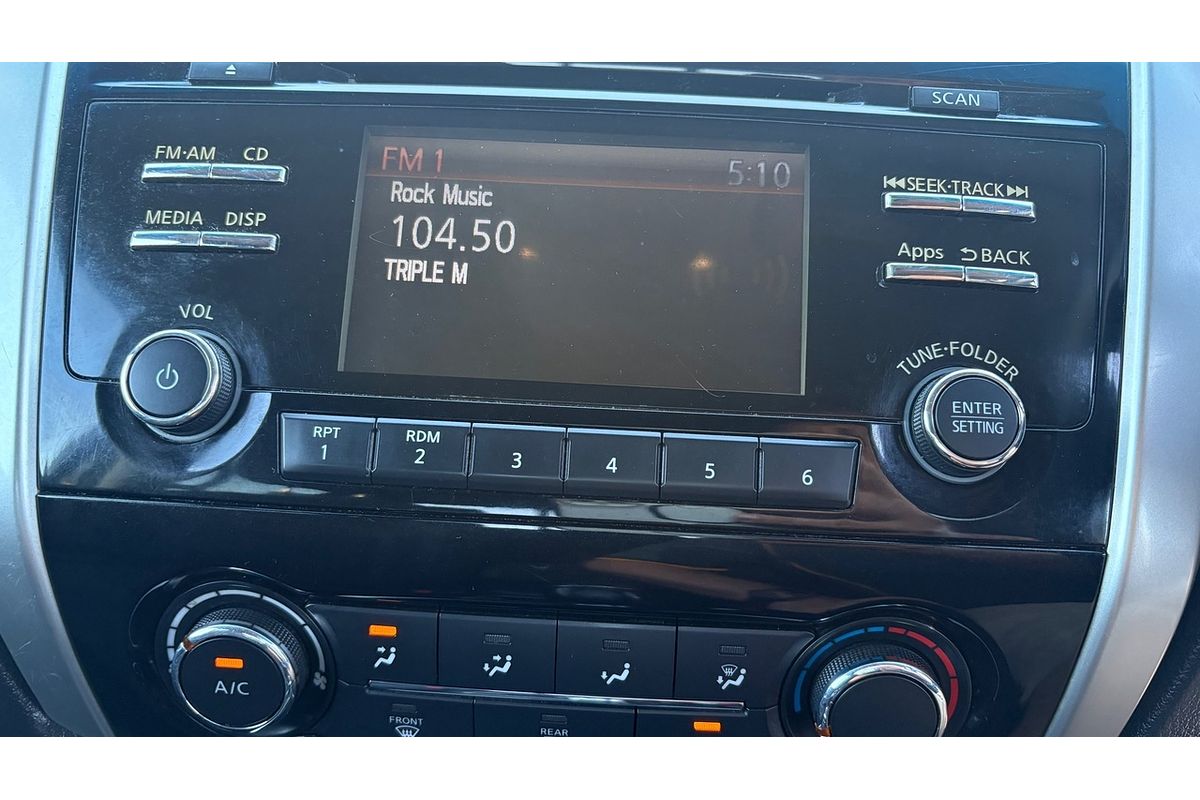 SCAN
FM·AM CD
FM 1 5:10
SEEK·TRACK
Rock Music
MEDIA DISP
104.50
Apps BACK
TRIPLE M
VOL
TUNE·FOLDER
ENTER
SETTING
RPT
1
RDM
2
3
4
5
6
A/C
FRONT
REAR